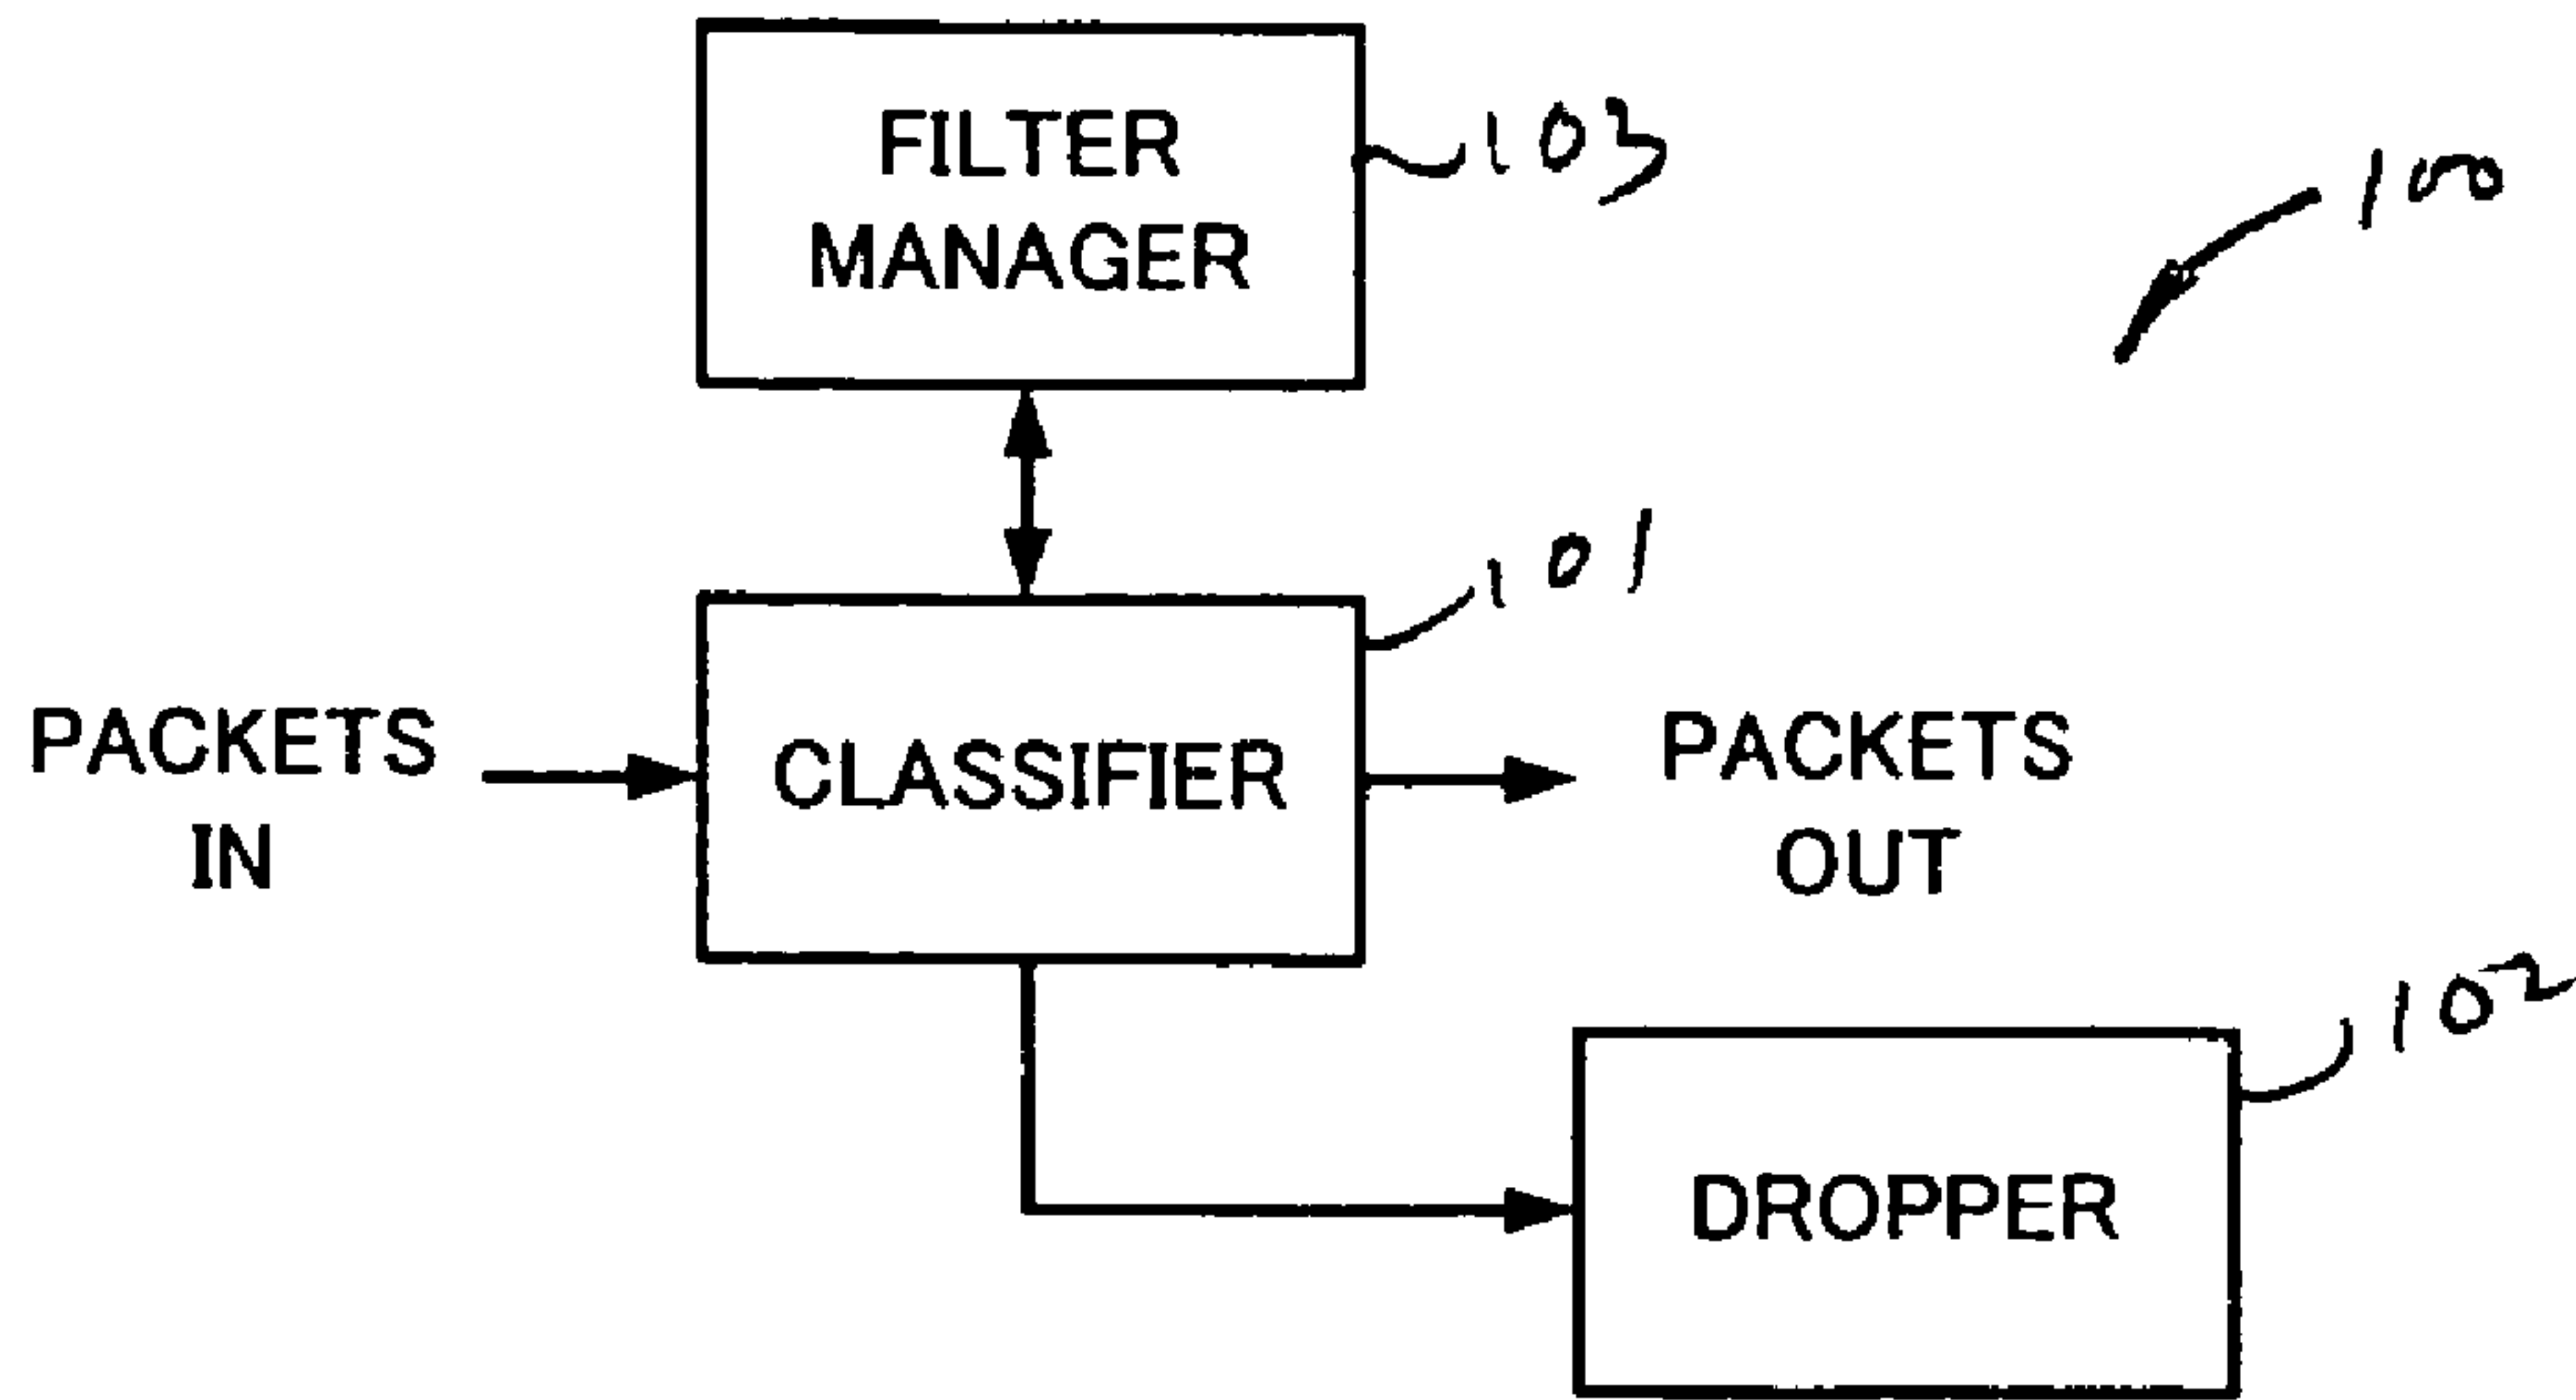 FILTER
MANAGER
103
100
101
PACKETS
IN
CLASSIFIER
PACKETS
OUT
102
DROPPER